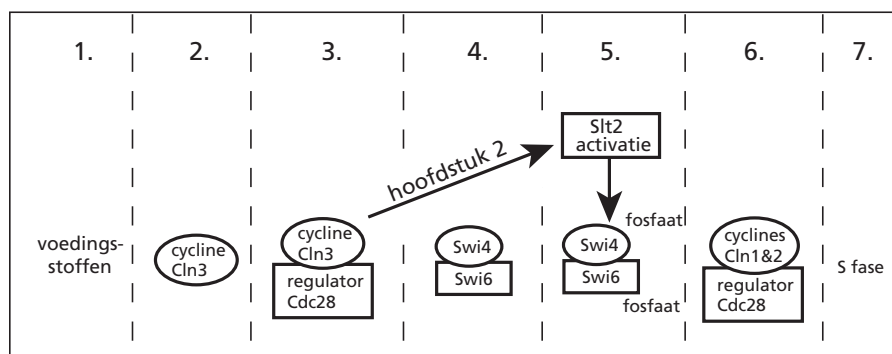 1.
2.
3.
4.
5.
6.
7.
Slt2
activatie
hoofdstuk 2
voedings-
stoffen
cycline
Cln3
cycline
Cln3
regulator
Cdc28
Swi4
Swi6
fosfaat
Swi4
Swi6
fosfaat
cyclines
Cln1&2
regulator
Cdc28
S fase